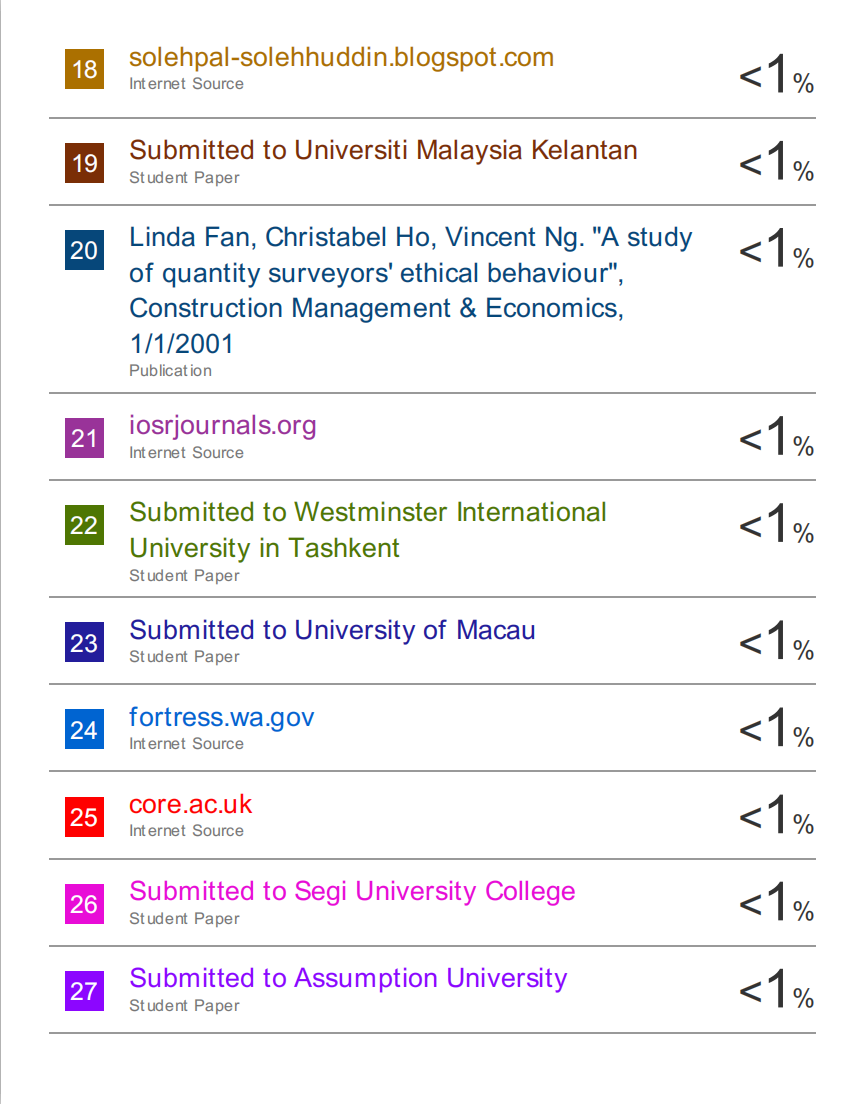 18
solehpal-solehhuddin.blogspot.com
Internet Source
<1%
19
Submitted to Universiti Malaysia Kelantan
Student Paper
<1%
20
Linda Fan, Christabel Ho, Vincent Ng. "A study
of quantity surveyors' ethical behaviour",
Construction Management & Economics,
1/1/2001
Publication
<1%
21
iosrjournals.org
Internet Source
<1%
22
Submitted to Westminster International
University in Tashkent
Student Paper
<1%
23
Submitted to University of Macau
Student Paper
<1%
24
fortress.wa.gov
Internet Source
<1%
25
core.ac.uk
Internet Source
<1%
26
Submitted to Segi University College
Student Paper
<1%
27
Submitted to Assumption University
Student Paper
<1%